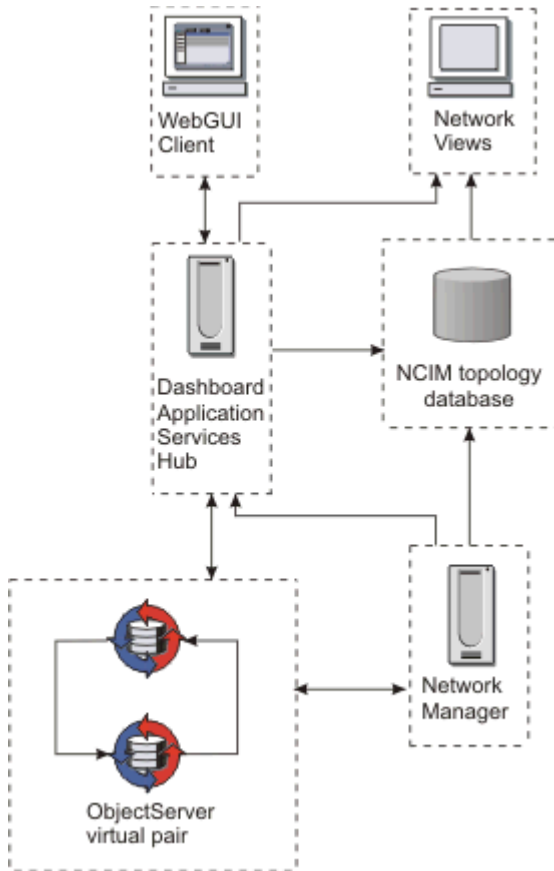 WebGUI
Client
Network
Views
Dashboard
Application
Services
Hub
NCIM topology
database
Network
Manager
ObjectServer
virtual pair